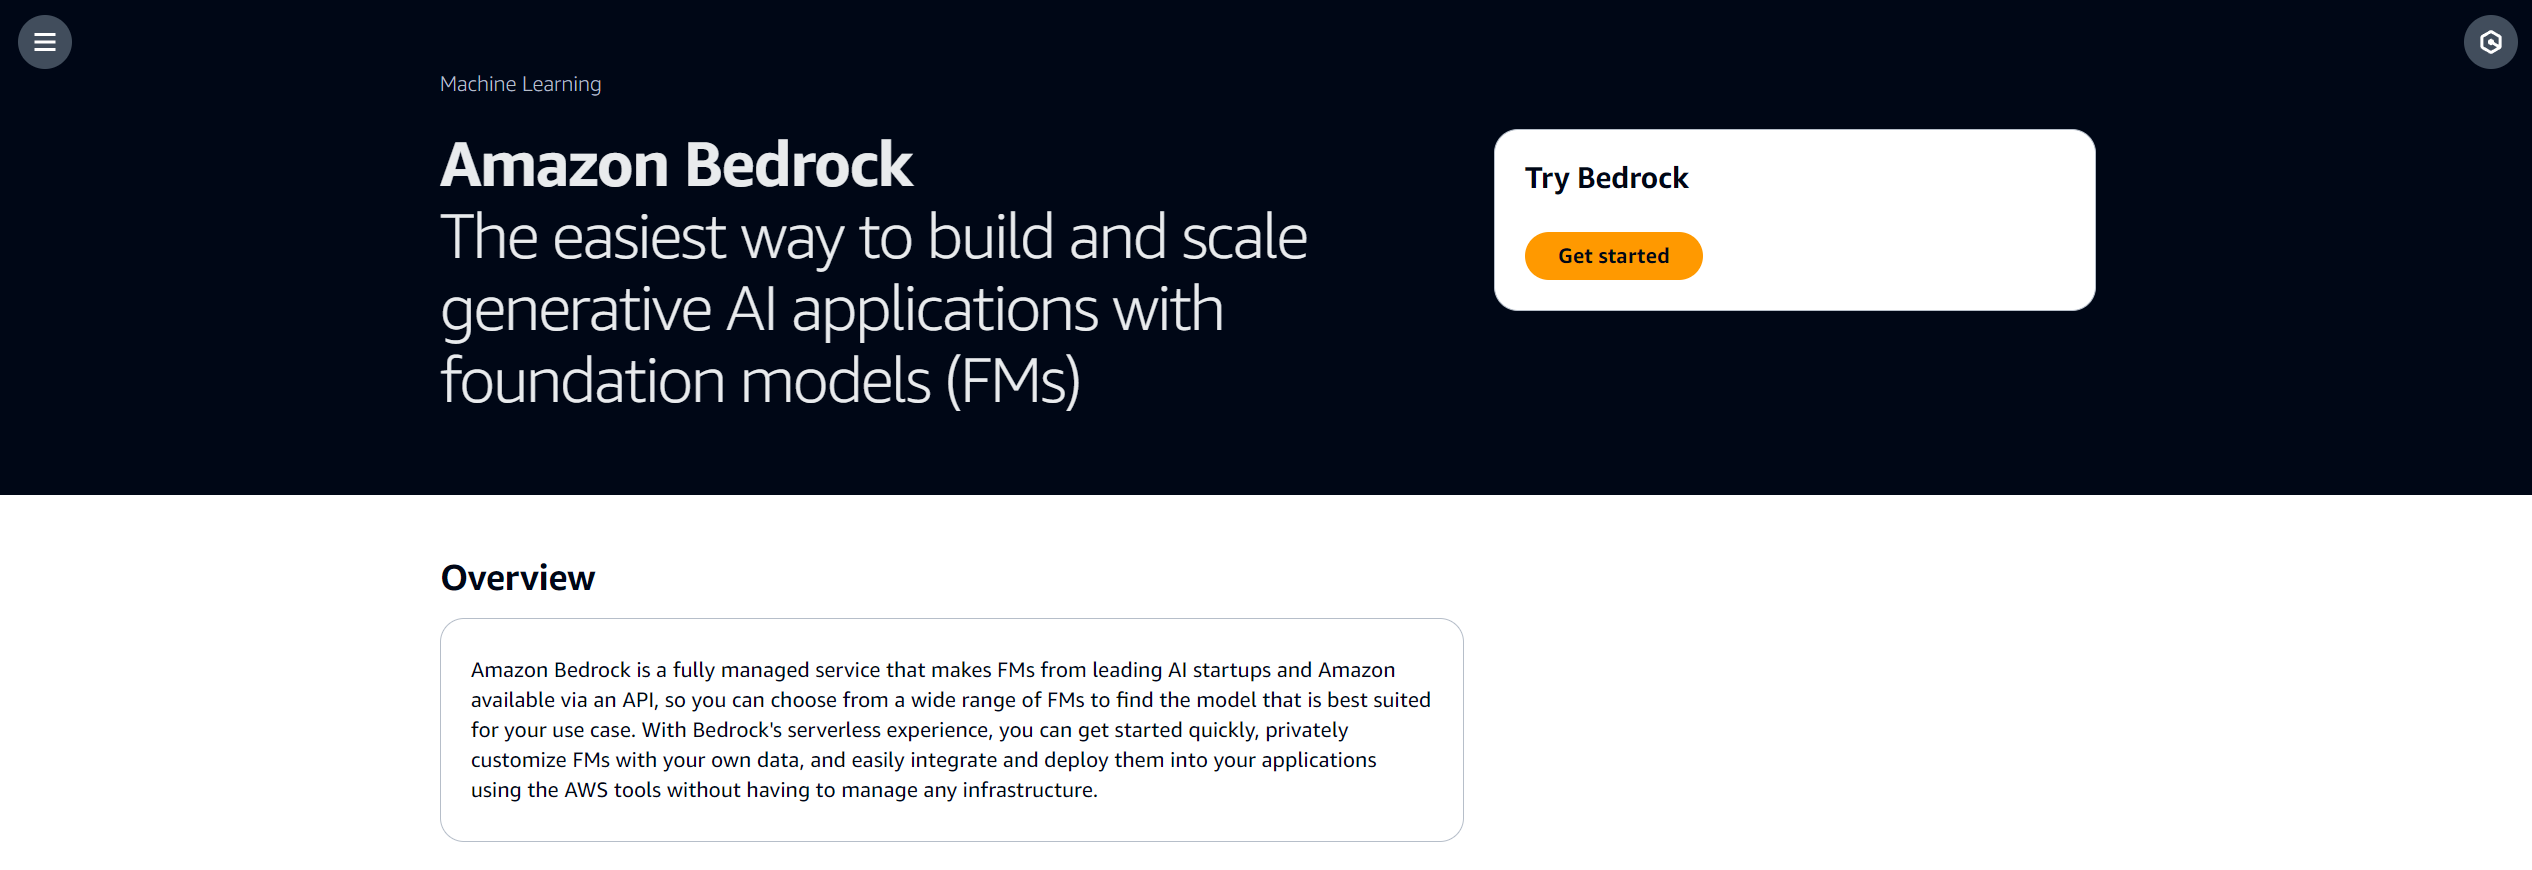 Machine Learning
Amazon Bedrock
The easiest way to build and scale
generative AI applications with
foundation models (FMs)
Try Bedrock
Get started
Overview
Amazon Bedrock is a fully managed service that makes FMs from leading AI startups and Amazon
available via an API, so you can choose from a wide range of FMs to find the model that is best suited
for your use case. With Bedrock's serverless experience, you can get started quickly, privately
customize FMs with your own data, and easily integrate and deploy them into your applications
using the AWS tools without having to manage any infrastructure.